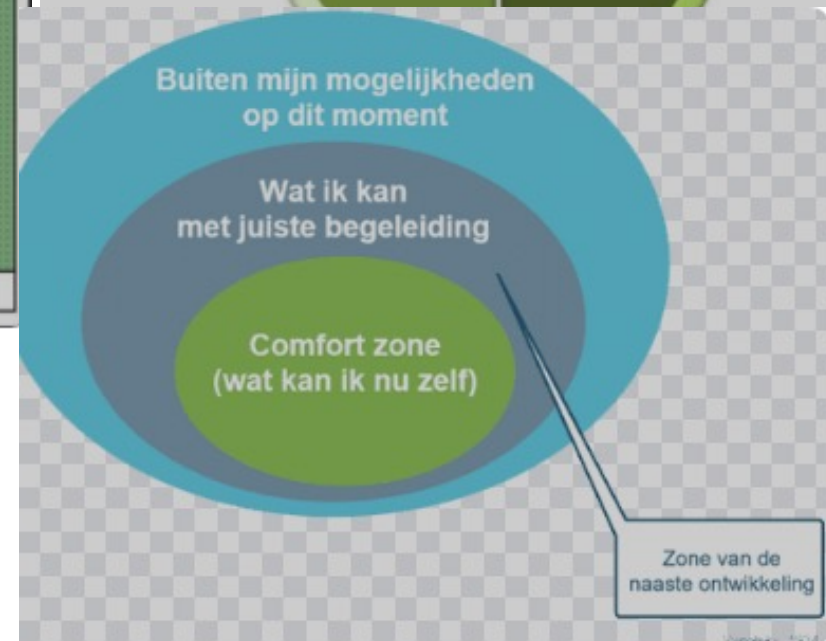 Buiten mijn mogelijkheden
op dit moment
Wat ik kan
met juiste begeleiding
Comfort zone
(wat kan ik nu zelf)
Zone van de
naaste ontwikkeling